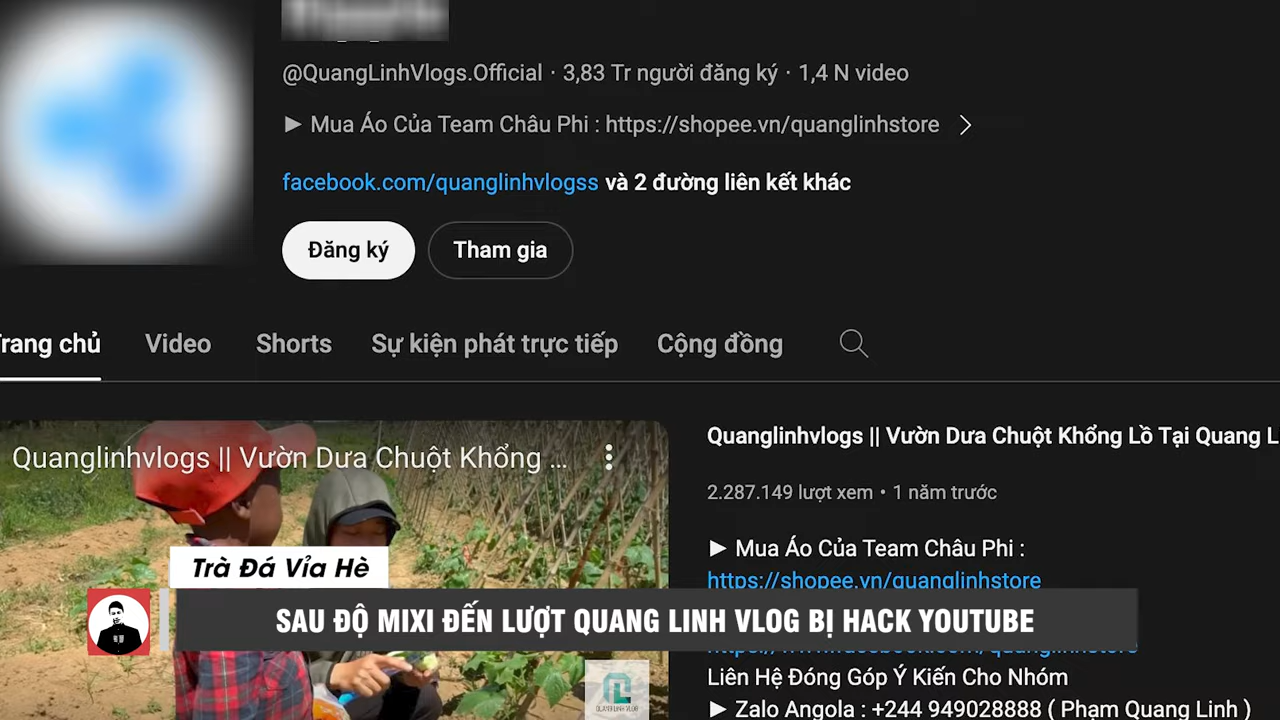 @QuangLinhVlogs.Official · 3,83 Tr người đăng ký · 1,4 N video
► Mua Áo Của Team Châu Phi : https://shopee.vn/quanglinhstore
facebook.com/quanglinhvlogss và 2 đường liên kết khác
Đăng ký Tham gia
Trang chủ Video Shorts Sự kiện phát trực tiếp Cộng đồng
Quanglinhvlogs || Vườn Dưa Chuột Khổng ...
Quanglinhvlogs || Vườn Dưa Chuột Khổng Lồ Tại Quang L
2.287.149 lượt xem • 1 năm trước
► Mua Áo Của Team Châu Phi :
https://shopee.vn/quanglinhstore
Trà Đá Vỉa Hè
SAU ĐỘ MIXI ĐẾN LƯỢT QUANG LINH VLOG BỊ HACK YOUTUBE
QUANG LINH VLOG
Liên Hệ Đóng Góp Ý Kiến Cho Nhóm
► Zalo Angola : +244 949028888 ( Phạm Quang Linh )